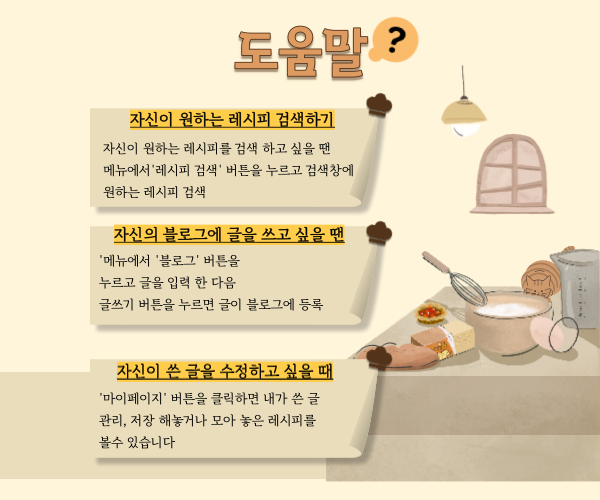 도움말 ?
자신이 원하는 레시피 검색하기
자신이 원하는 레시피를 검색 하고 싶을 땐
메뉴에서'레시피 검색' 버튼을 누르고 검색창에
원하는 레시피 검색
자신의 블로그에 글을 쓰고 싶을 땐
'메뉴에서 '블로그' 버튼을
누르고 글을 입력 한 다음
글쓰기 버튼을 누르면 글이 블로그에 등록
자신이 쓴 글을 수정하고 싶을 때
'마이페이지' 버튼을 클릭하면 내가 쓴 글
관리, 저장 해놓거나 모아 놓은 레시피를
볼수 있습니다